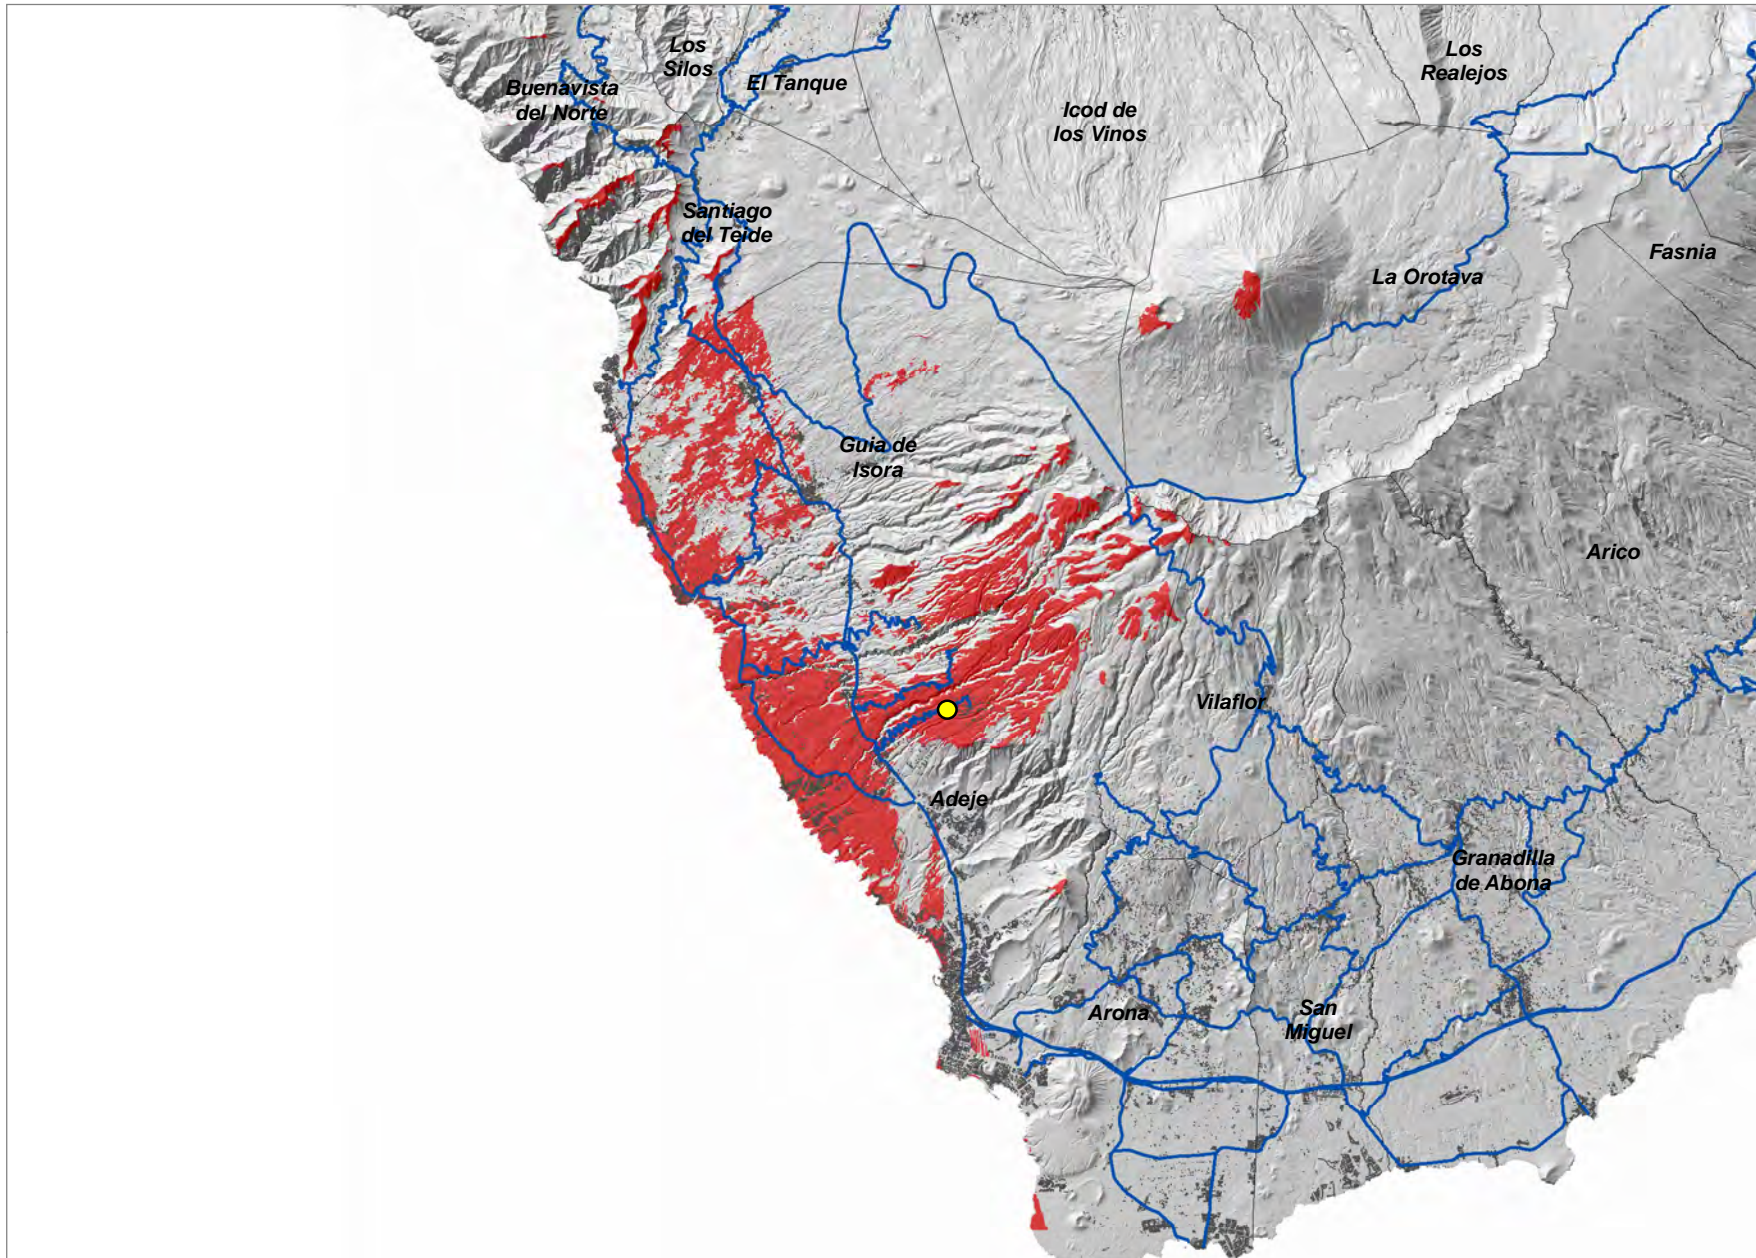 Los
Silos
El Tanque
Buenavista
del Norte
Icod de
los Vinos
Los
Realejos
Santiago
del Teide
La Orotava
Fasnia
Guia de
Isora
Arico
Vilaflor
Adeje
Granadilla
de Abona
Arona
San
Miguel